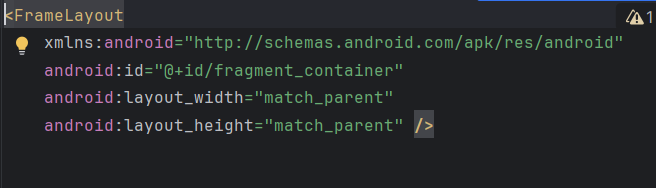 <FrameLayout
1
xmlns:android="http://schemas.android.com/apk/res/android"
android:id="@+id/fragment_container"
android:layout_width="match_parent"
android:layout_height="match_parent" />